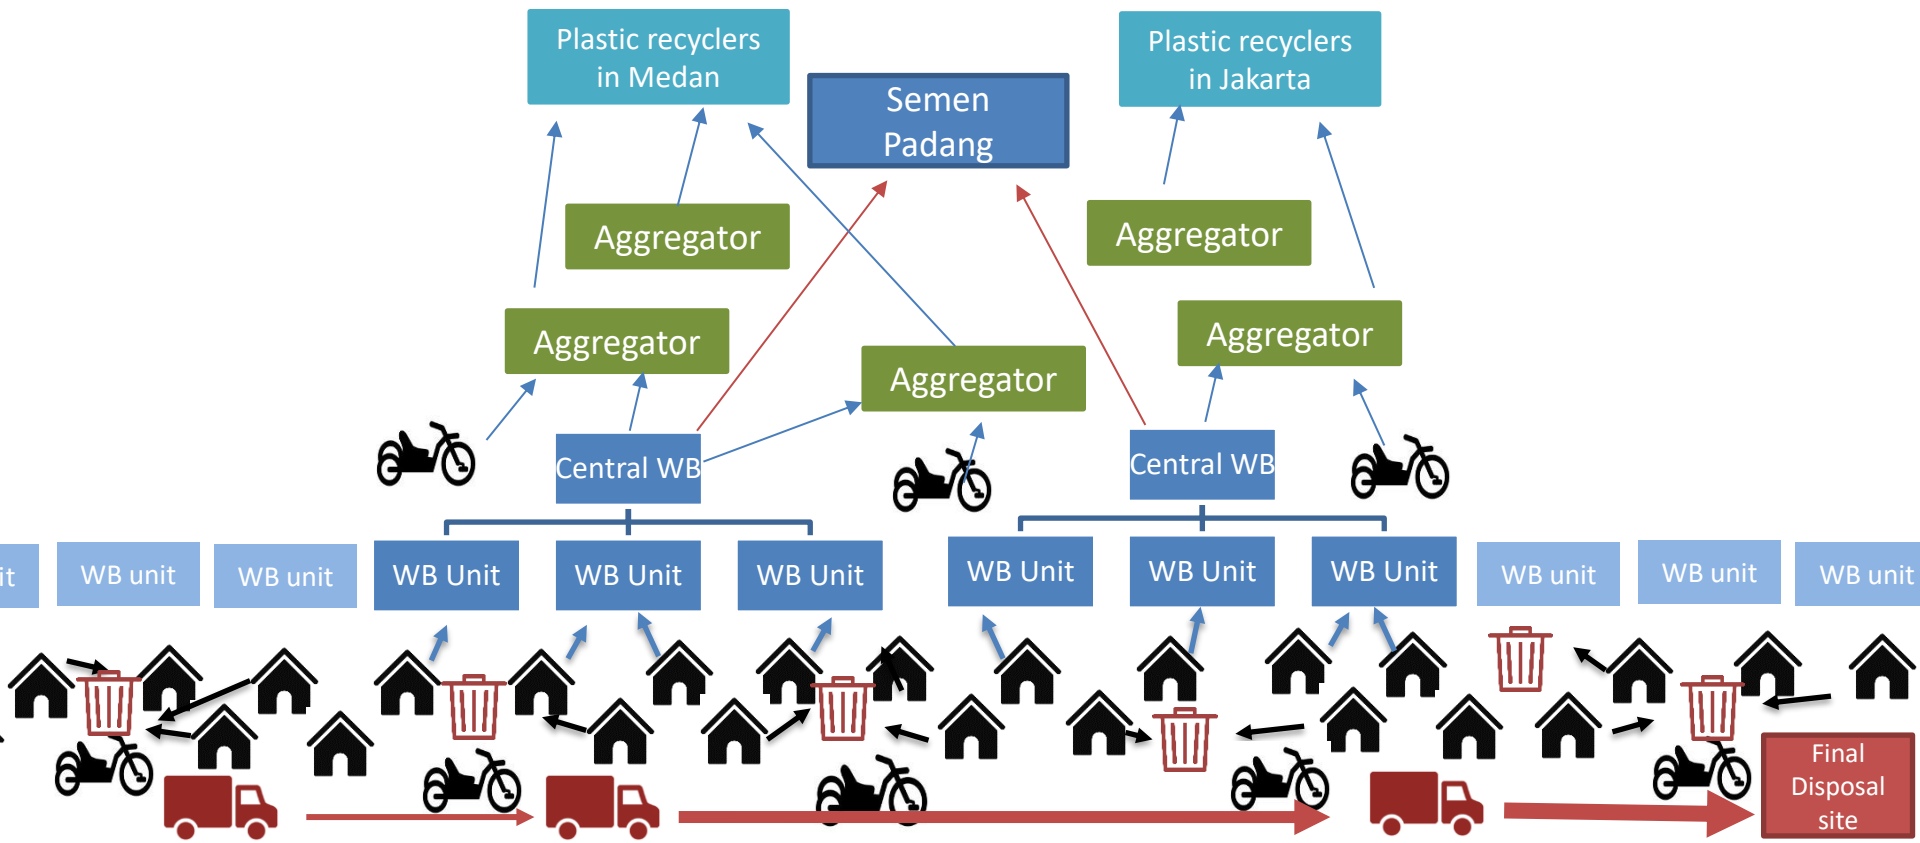 Plastic recyclers
in Medan
Plastic recyclers
in Jakarta
Semen
Padang
Aggregator
Aggregator
Aggregator
Aggregator
Aggregator
Central WB
Central WB
it
WB unit
WB unit
WB Unit
WB Unit
WB Unit
WB Unit
WB Unit
WB Unit
WB unit
WB unit
WB unit
Final
Disposal
site